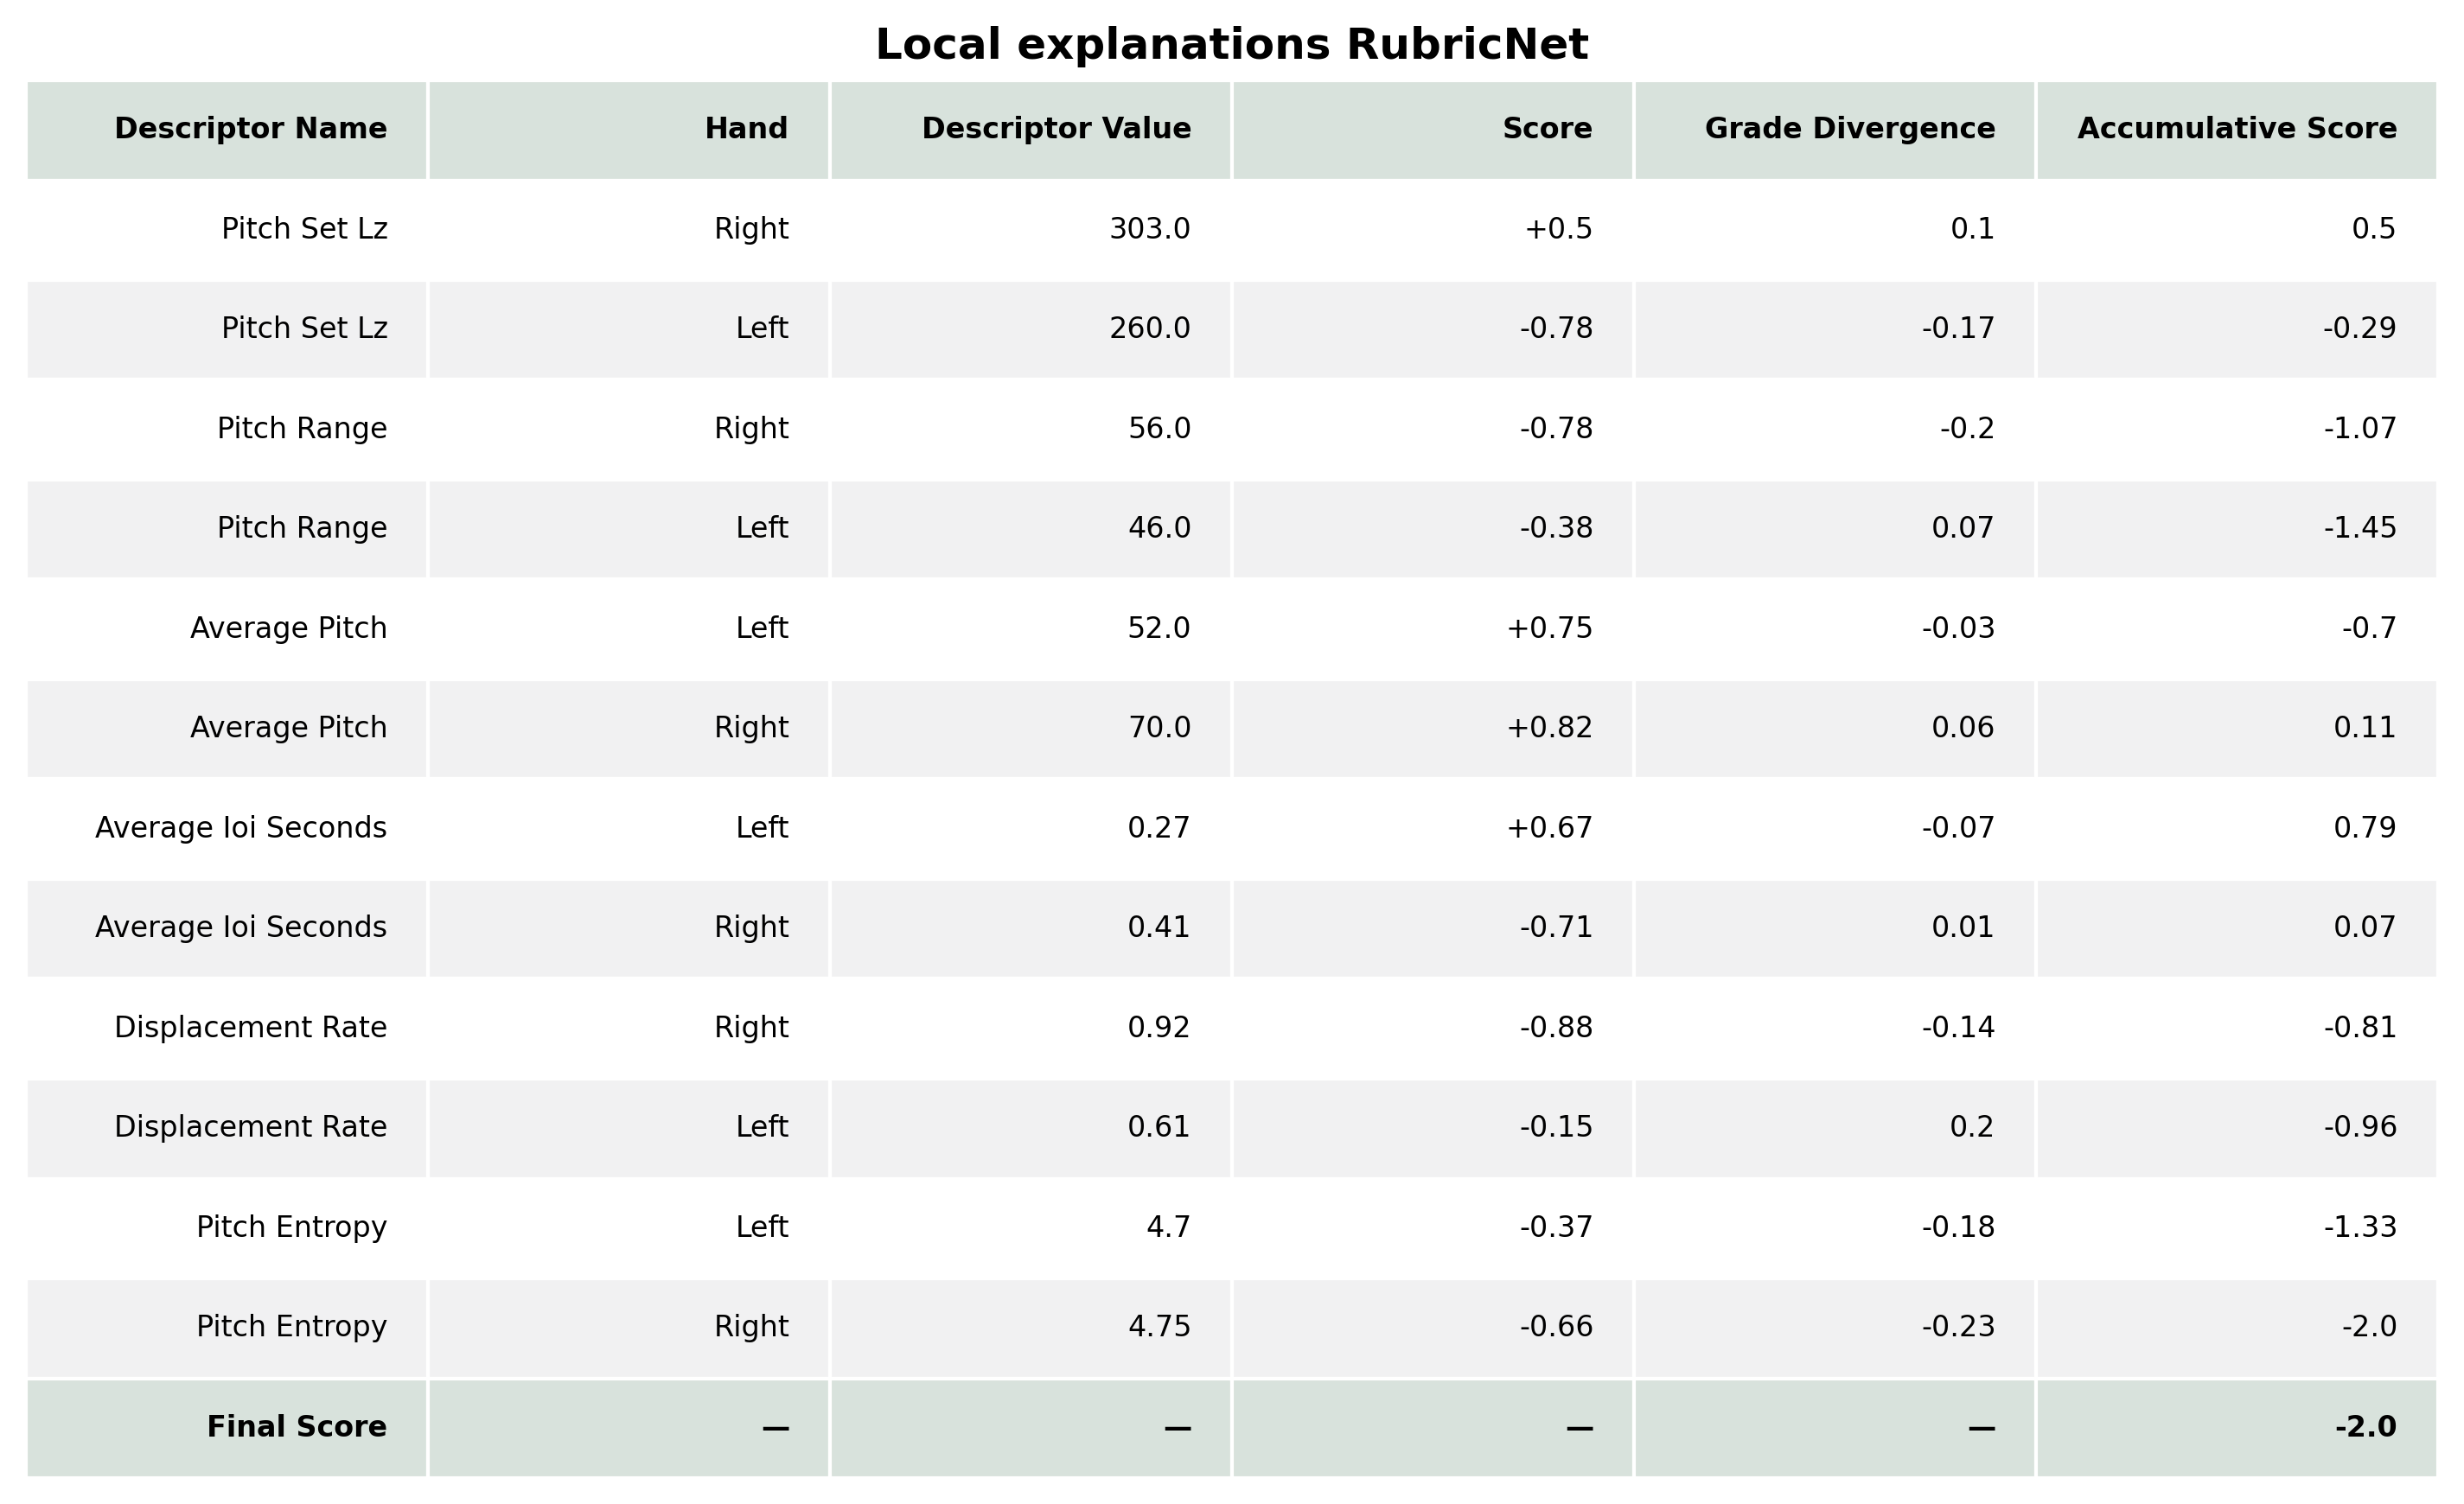 Local explanations RubricNet
Descriptor Name Hand Descriptor Value Score Grade Divergence Accumulative Score
Pitch Set Lz Right 303.0 +0.5 0.1 0.5
Pitch Set Lz Left 260.0 -0.78 -0.17 -0.29
Pitch Range Right 56.0 -0.78 -0.2 -1.07
Pitch Range Left 46.0 -0.38 0.07 -1.45
Average Pitch Left 52.0 +0.75 -0.03 -0.7
Average Pitch Right 70.0 +0.82 0.06 0.11
Average Ioi Seconds Left 0.27 +0.67 -0.07 0.79
Average Ioi Seconds Right 0.41 -0.71 0.01 0.07
Displacement Rate Right 0.92 -0.88 -0.14 -0.81
Displacement Rate Left 0.61 -0.15 0.2 -0.96
Pitch Entropy Left 4.7 -0.37 -0.18 -1.33
Pitch Entropy Right 4.75 -0.66 -0.23 -2.0
Final Score — — — — -2.0